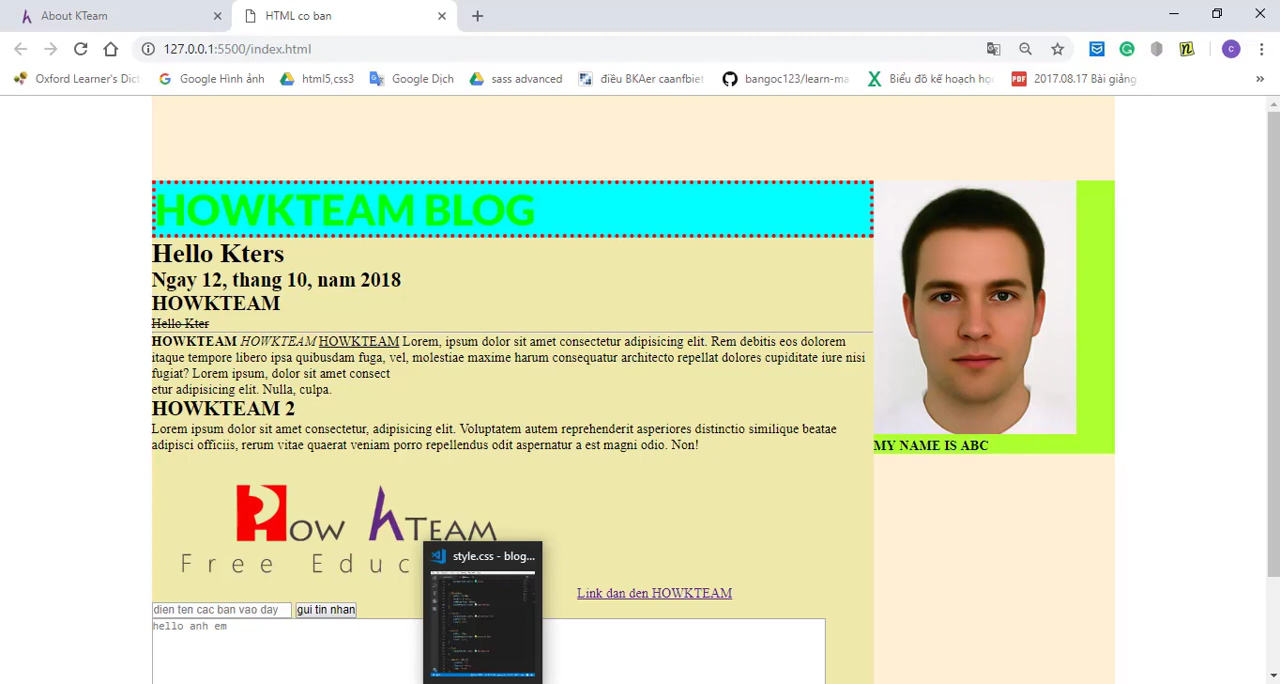 About KTeam
HTML co ban
127.0.0.1:5500/index.html
Oxford Learner's Dict
Google Hình ảnh
html5,css3
Google Dịch
sass advanced
điều BKAer caanfbiet
bangoc123/learn-ma
Biểu đồ kế hoạch họ
2017.08.17 Bài giảng
HOWKTEAM BLOG
Hello Kters
Ngay 12, thang 10, nam 2018
HOWKTEAM
Hello Kter
HOWKTEAM HOWKTEAM HOWKTEAM Lorem, ipsum dolor sit amet consectetur adipisicing elit. Rem debitis eos dolorem
itaque tempore libero ipsa quibusdam fuga, vel, molestiae maxime harum consequatur architecto repellat dolores cupiditate iure nisi
fugiat? Lorem ipsum, dolor sit amet consect
etur adipisicing elit. Nulla, culpa.
HOWKTEAM 2
Lorem ipsum dolor sit amet consectetur, adipisicing elit. Voluptatem autem reprehenderit asperiores distinctio similique beatae
adipisci officiis, rerum vitae quaerat veniam porro repellendus odit aspernatur a est magni odio. Non!
MY NAME IS ABC
How kTeam
Free Educ
style.css - blog...
Link dan den HOWKTEAM
dien ten cac ban vao day
gui tin nhan
hello anh em